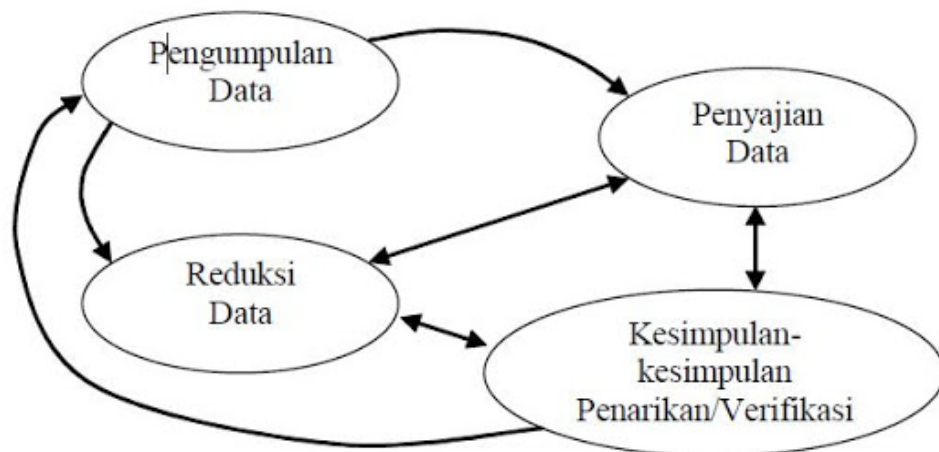 Pengumpulan
Data
Penyajian
Data
Reduksi
Data
Kesimpulan-
kesimpulan
Penarikan/Verifikasi